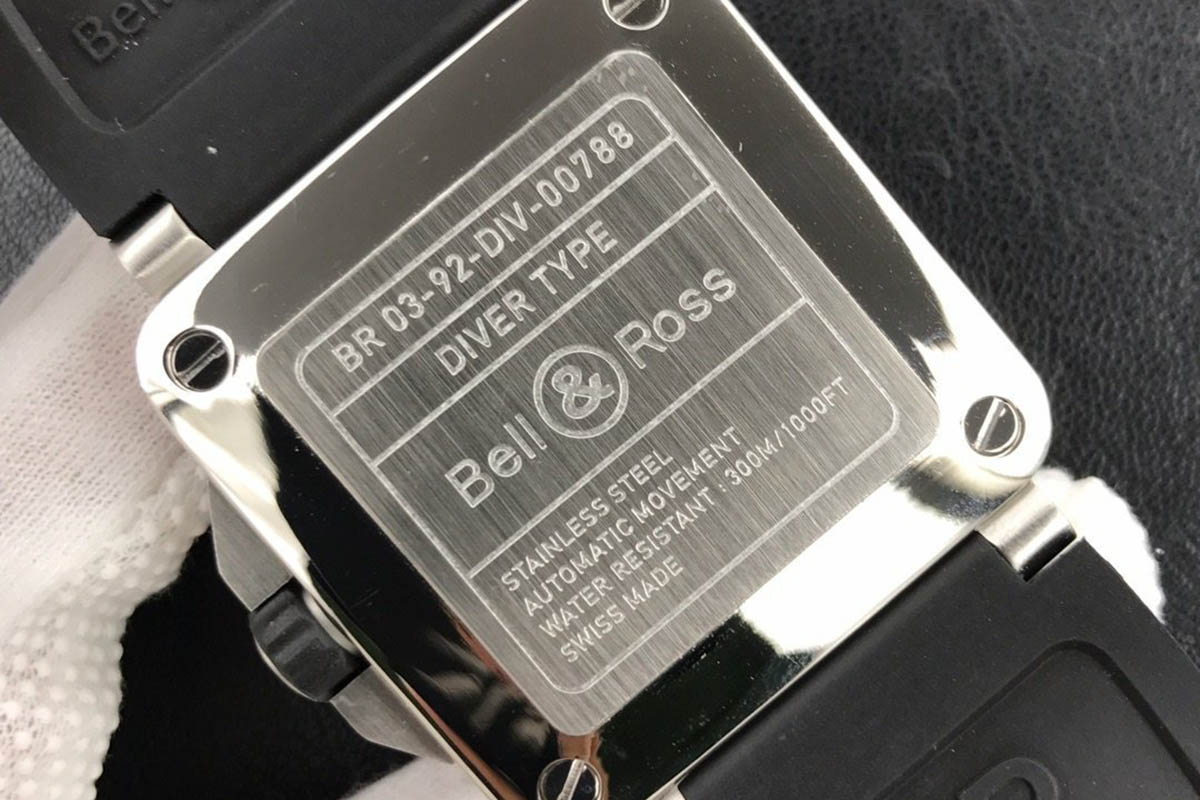 BR 03-92-DIV-00788
DIVER TYPE
Bell & Ross
STAINLESS STEEL
AUTOMATIC MOVEMENT
WATER RESISTANT : 300M/1000FT
SWISS MADE